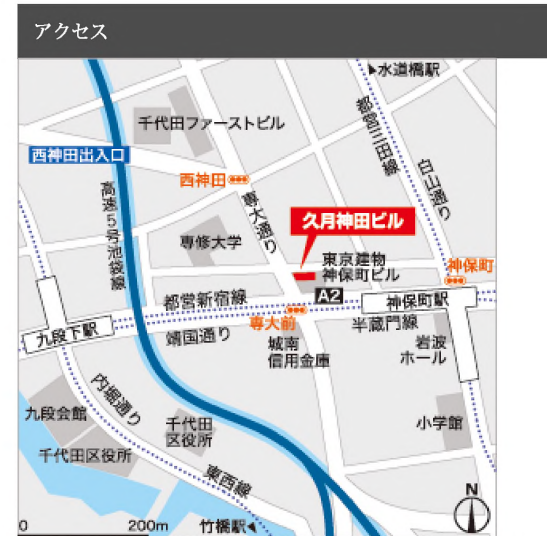 アクセス
水道橋駅
都営三田線
白山通り
千代田ファーストビル
西神田出入口
西神田
高速5号池袋線
専大通り
専修大学
久月神田ビル
東京建物
神保町ビル
神保町
A2
都営新宿線
神保町駅
九段下駅
靖国通り
専大前
半蔵門線
城南
信用金庫
岩波
ホール
内堀通り
九段会館
千代田
区役所
小学館
千代田区役所
東西線
N
0
200m
竹橋駅